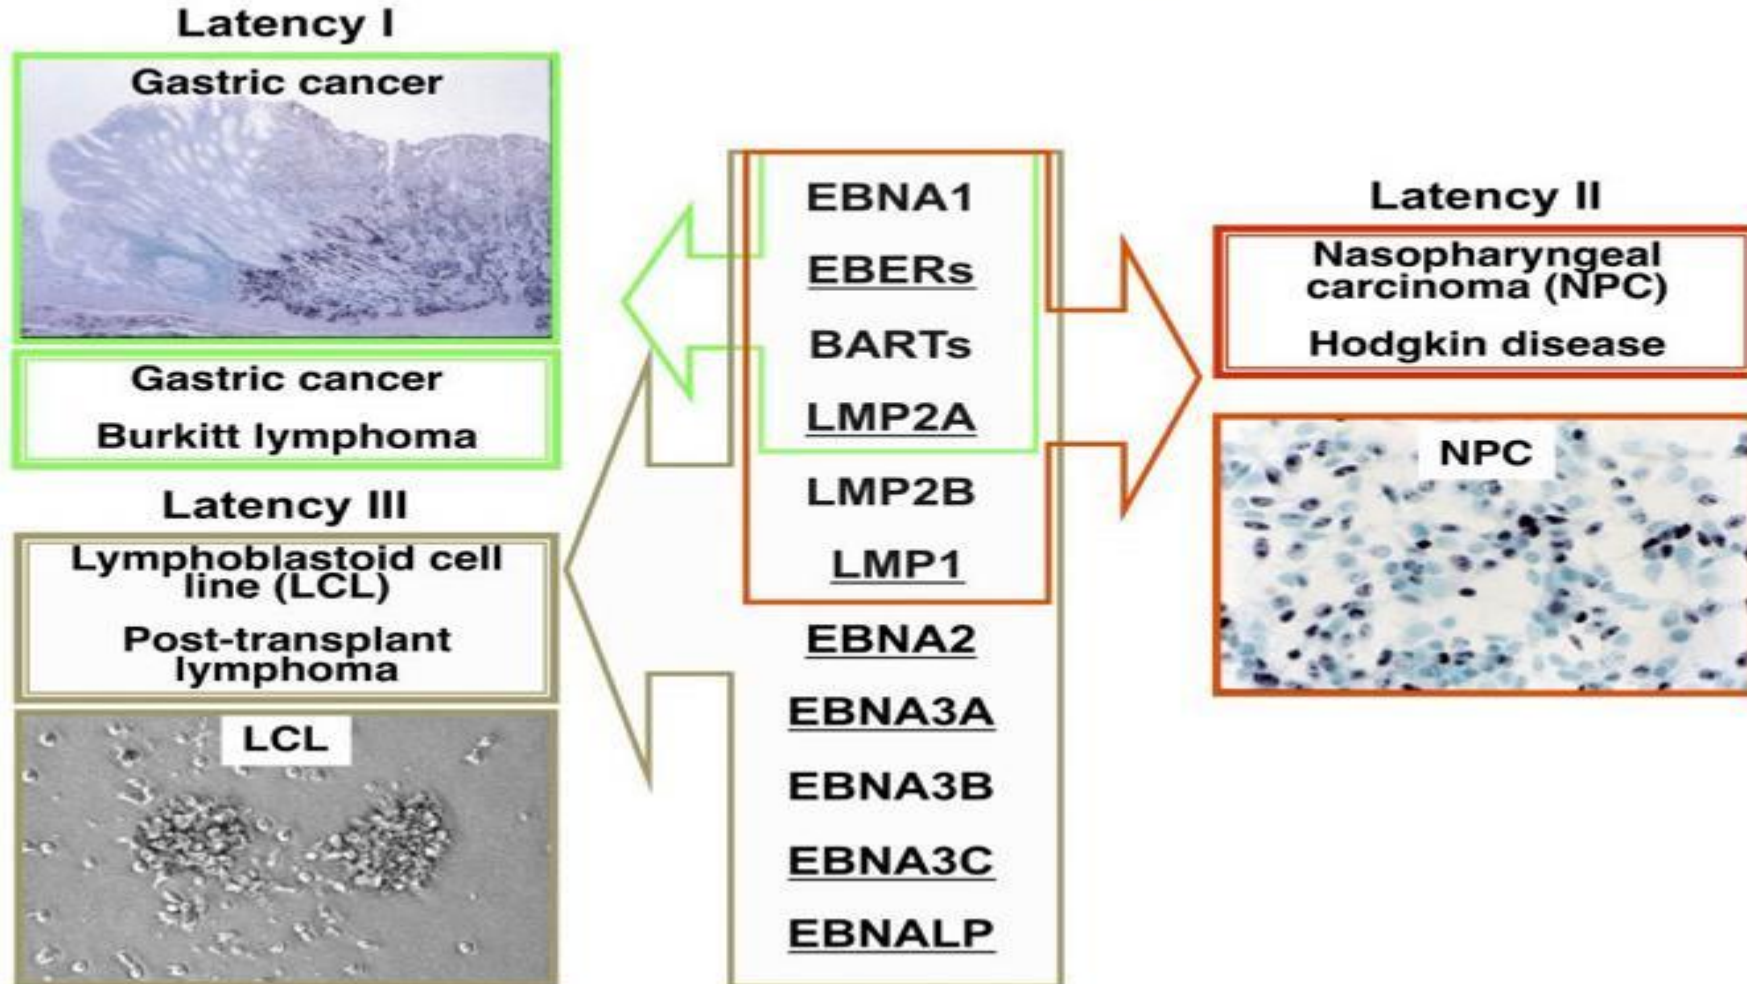 Latency I
Gastric cancer
Gastric cancer
Burkitt lymphoma
Latency III
Lymphoblastoid cell
line (LCL)
Post-transplant
lymphoma
LCL
EBNA1
EBERs
BARTs
LMP2A
LMP2B
LMP1
EBNA2
EBNA3A
EBNA3B
EBNA3C
EBNALP
Latency II
Nasopharyngeal
carcinoma (NPC)
Hodgkin disease
NPC